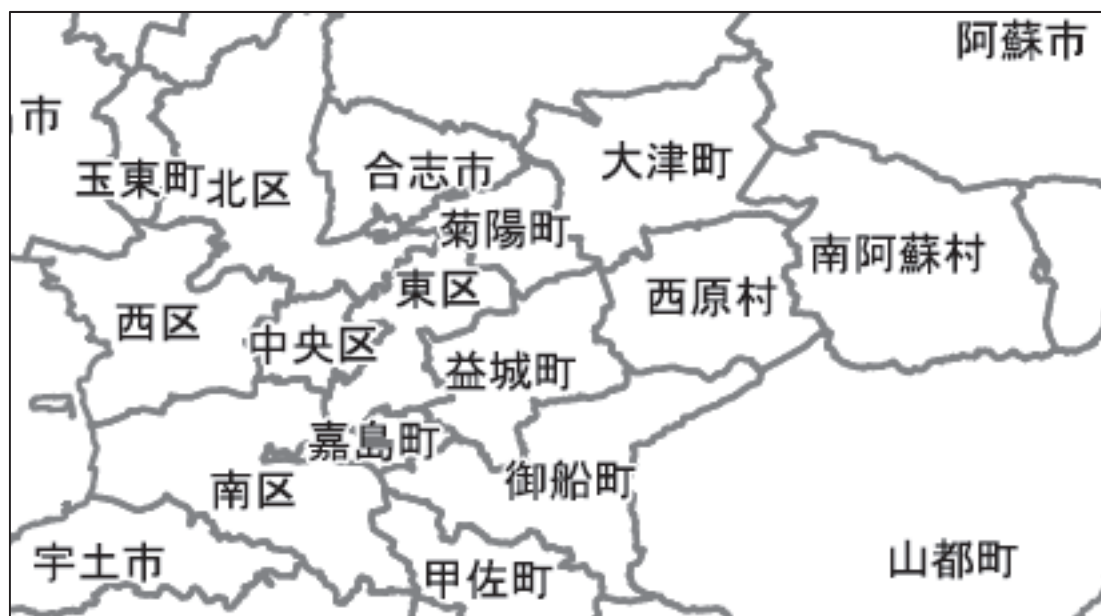 阿蘇市
市
玉東町
北区
合志市
大津町
菊陽町
南阿蘇村
東区
西原村
西区
中央区
益城町
嘉島町
南区
御船町
宇土市
甲佐町
山都町